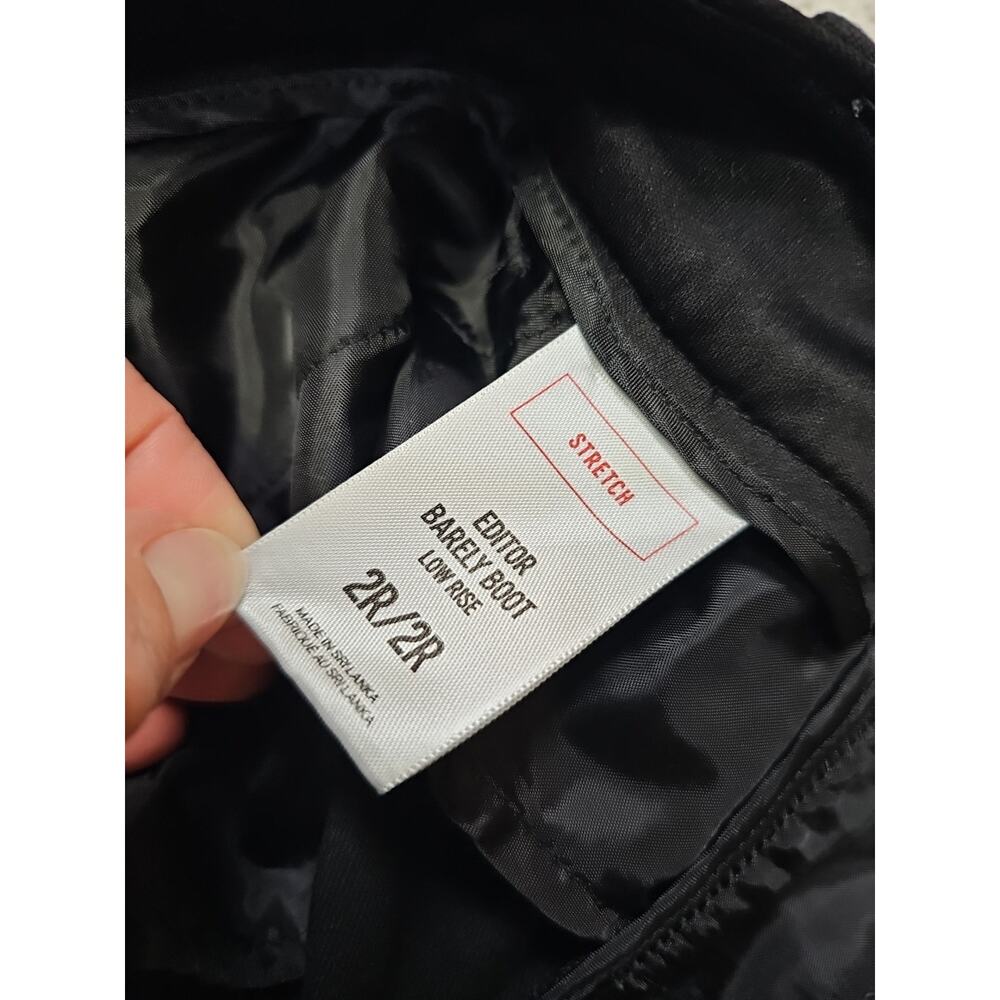 STRETCH
EDITOR
BARELY BOOT
LOW RISE
2R/2R
MADE IN SRI LANKA
FABRIQUÉ AU SRI LANKA